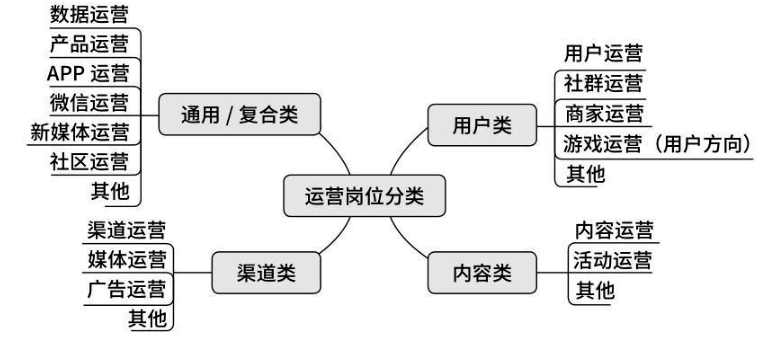 数据运营
产品运营
APP 运营
微信运营
新媒体运营
社区运营
其他
通用 / 复合类
用户类
用户运营
社群运营
商家运营
游戏运营（用户方向）
其他
运营岗位分类
渠道运营
媒体运营
广告运营
其他
渠道类
内容类
内容运营
活动运营
其他